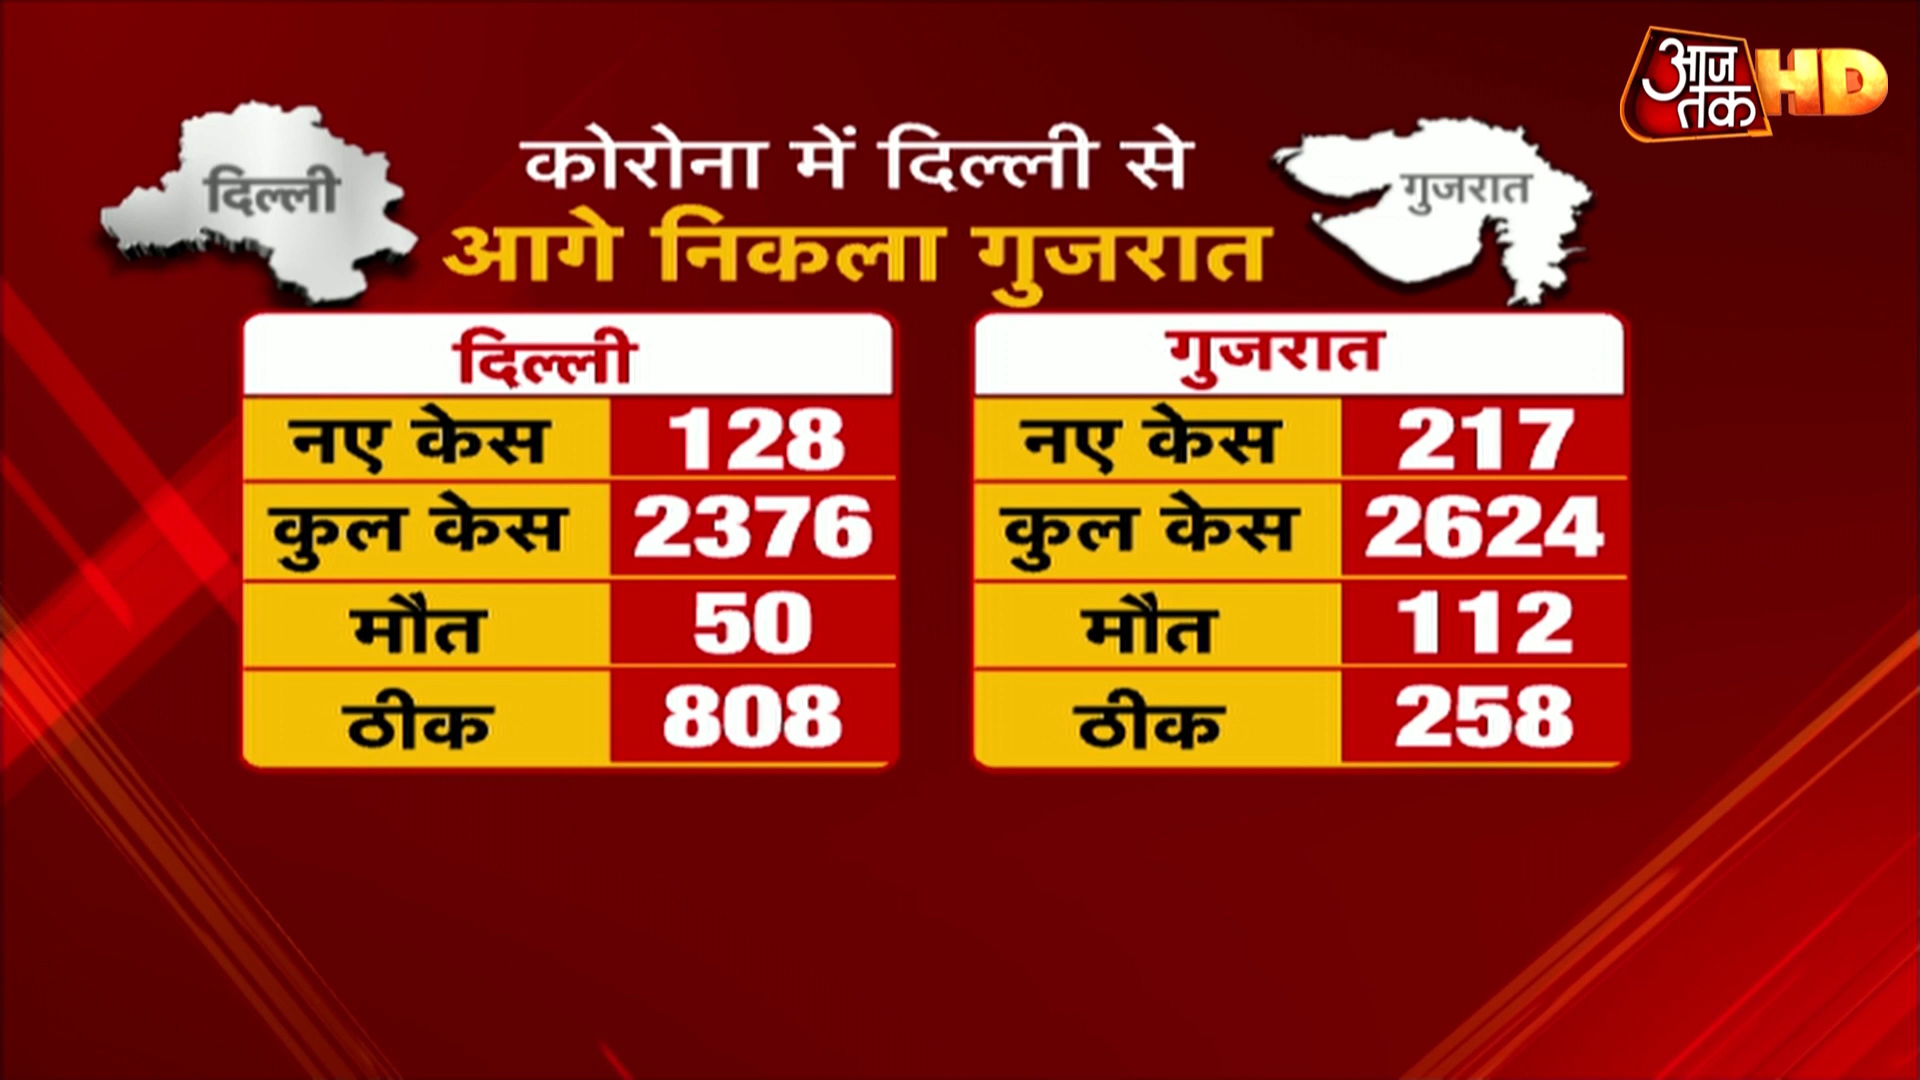 आज
तक HD
दिल्ली
कोरोना में दिल्ली से
आगे निकला गुजरात
गुजरात
दिल्ली
नए केस 128
कुल केस 2376
मौत 50
ठीक 808
गुजरात
नए केस 217
कुल केस 2624
मौत 112
ठीक 258